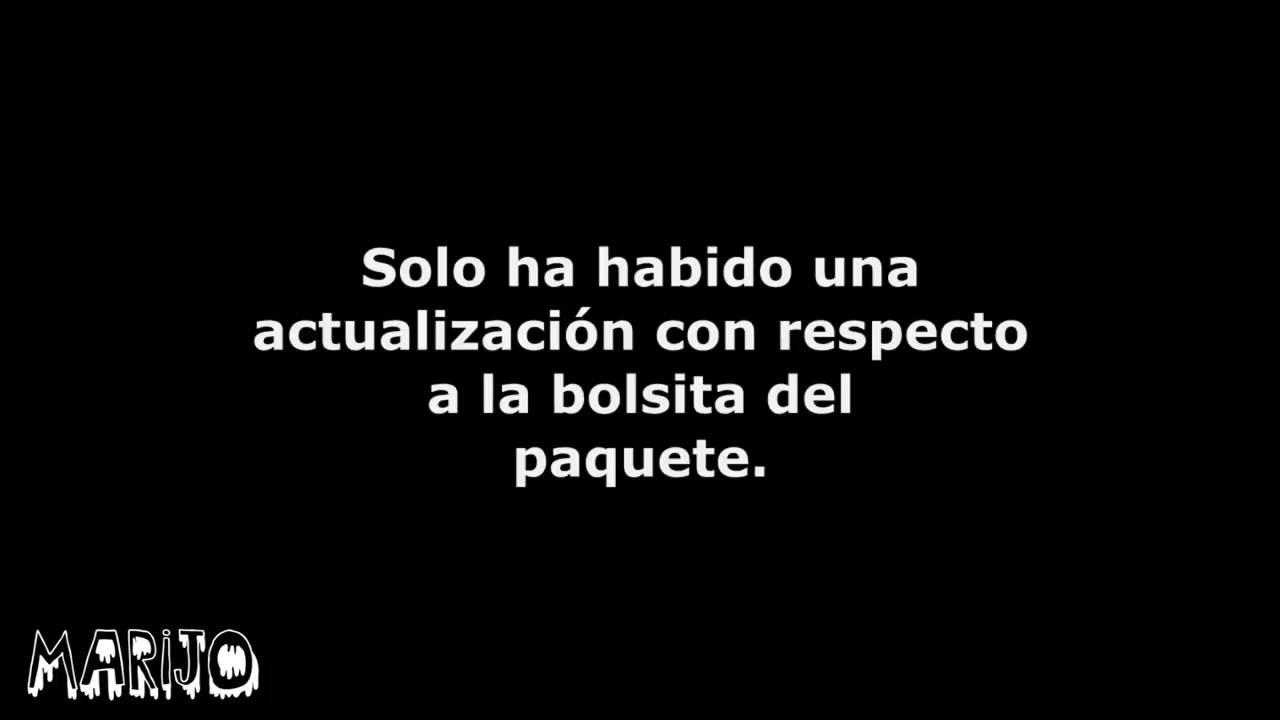 Solo ha habido una
actualización con respecto
a la bolsita del
paquete.
MARiJO